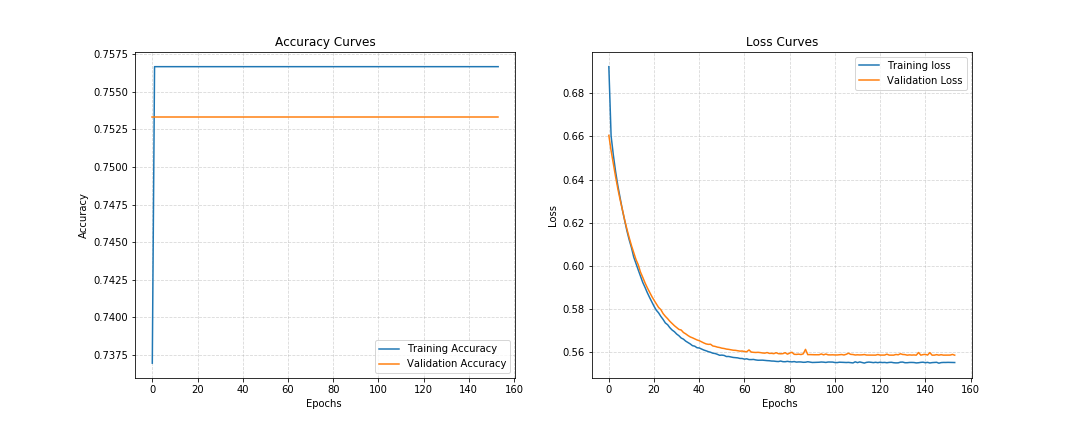 Accuracy Curves
0.7575
0.7550
0.7525
0.7500
0.7475
0.7450
0.7425
0.7400
0.7375
Accuracy
Training Accuracy
Validation Accuracy
0 20 40 60 80 100 120 140 160
Epochs
Loss Curves
0.68
0.66
0.64
0.62
0.60
0.58
0.56
Loss
Training loss
Validation Loss
0 20 40 60 80 100 120 140 160
Epochs